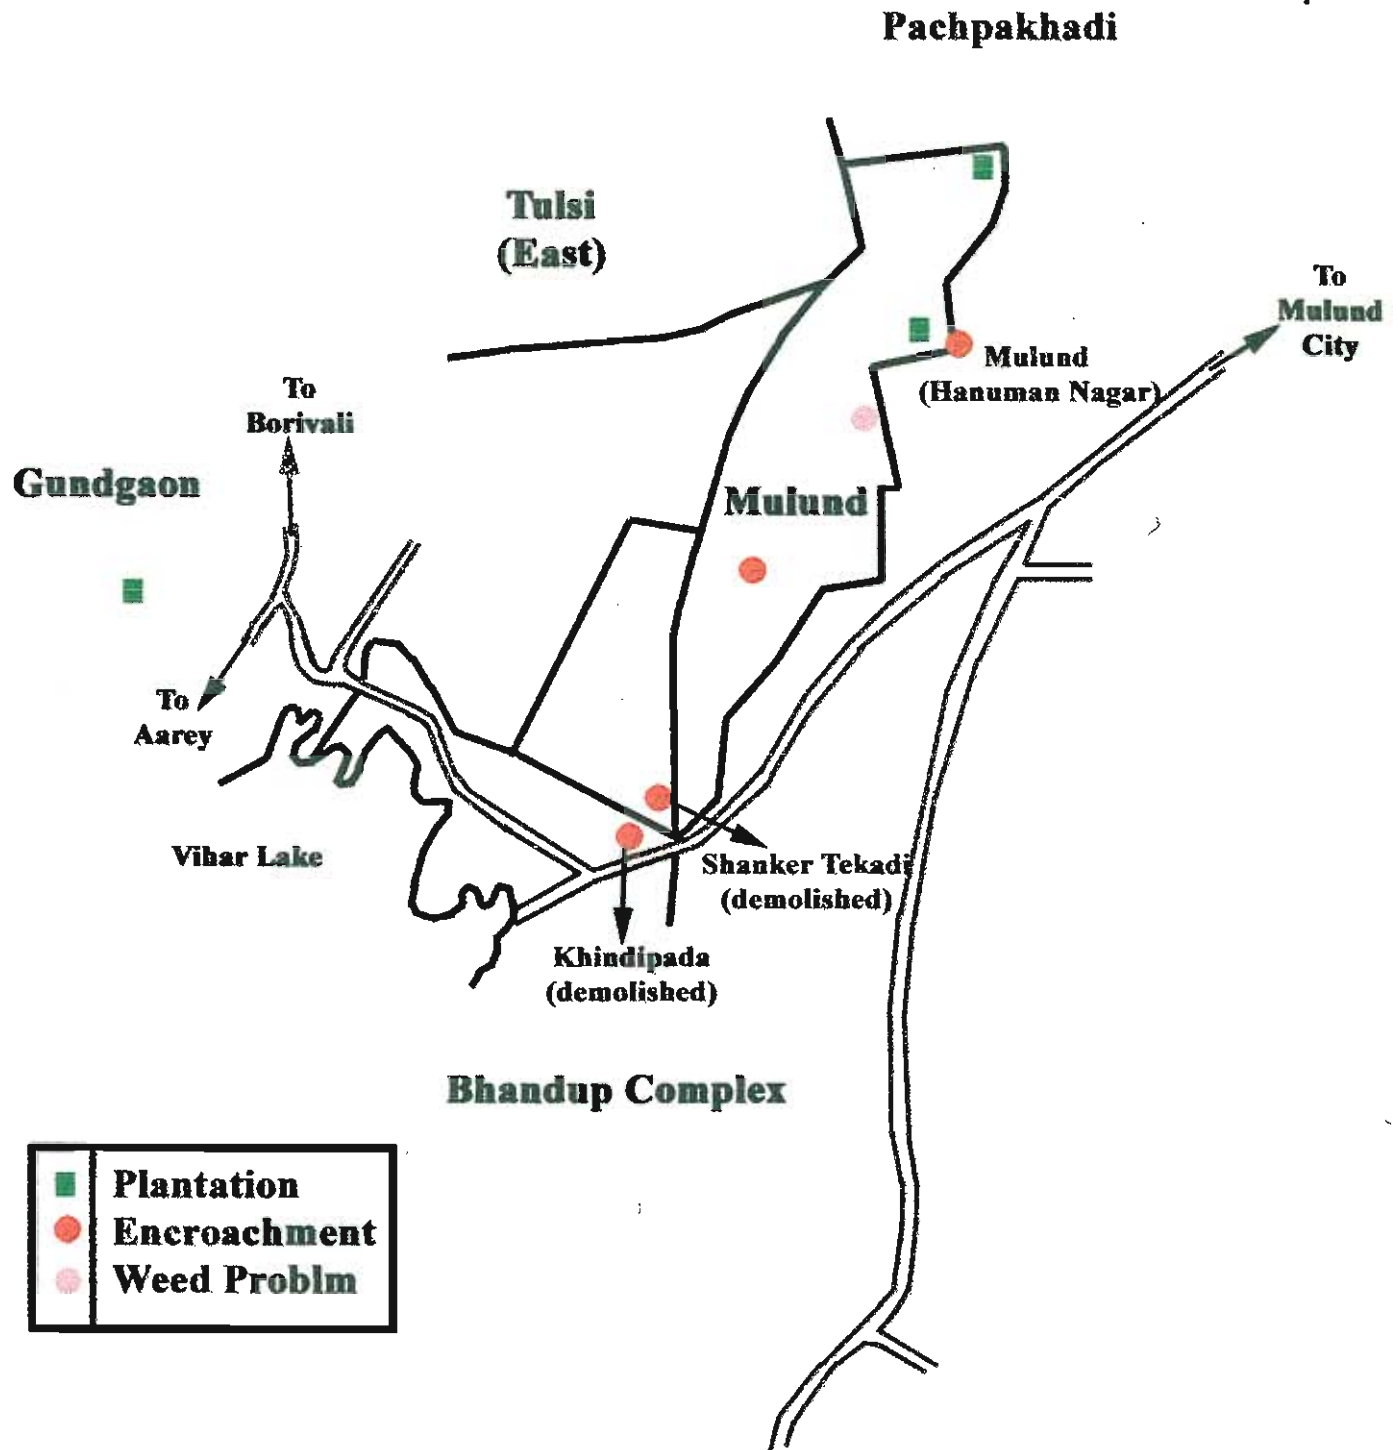 Pachpakhadi
Tulsi
(East)
To
Mulund
City
Mulund
(Hanuman Nagar)
To
Borivali
Gundgaon
Mulund
To
Aarey
Vihar Lake
Shanker Tekadi
(demolished)
Khindipada
(demolished)
Bhandup Complex
Plantation
Encroachment
Weed Problm